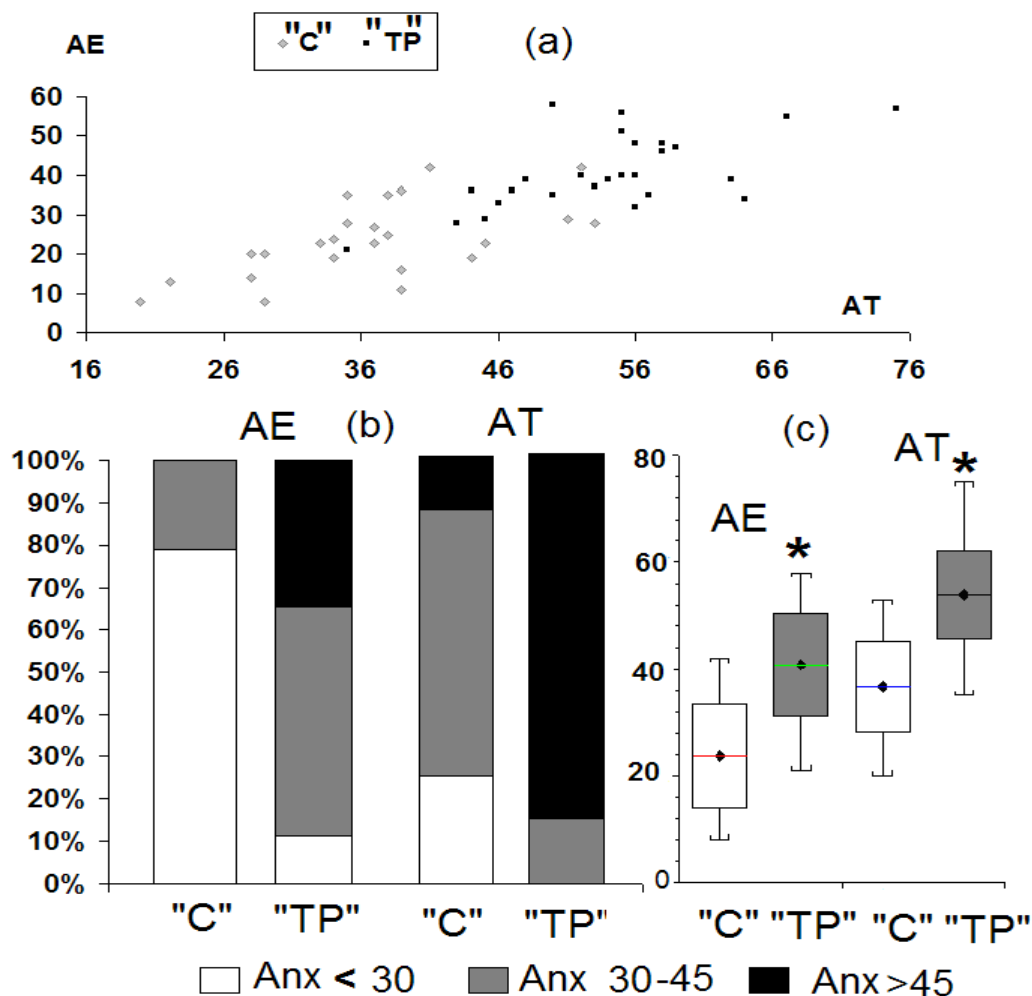 AE
"C" "TP"
(a)
60
50
40
30
20
10
0
AT
16 26 36 46 56 66 76
AE (b) AT
100%
90%
80%
70%
60%
50%
40%
30%
20%
10%
0%
"C" "TP" "C" "TP"
(c)
AE * AT *
80
60
40
20
0
"C" "TP" "C" "TP"
Anx < 30 Anx 30-45 Anx >45